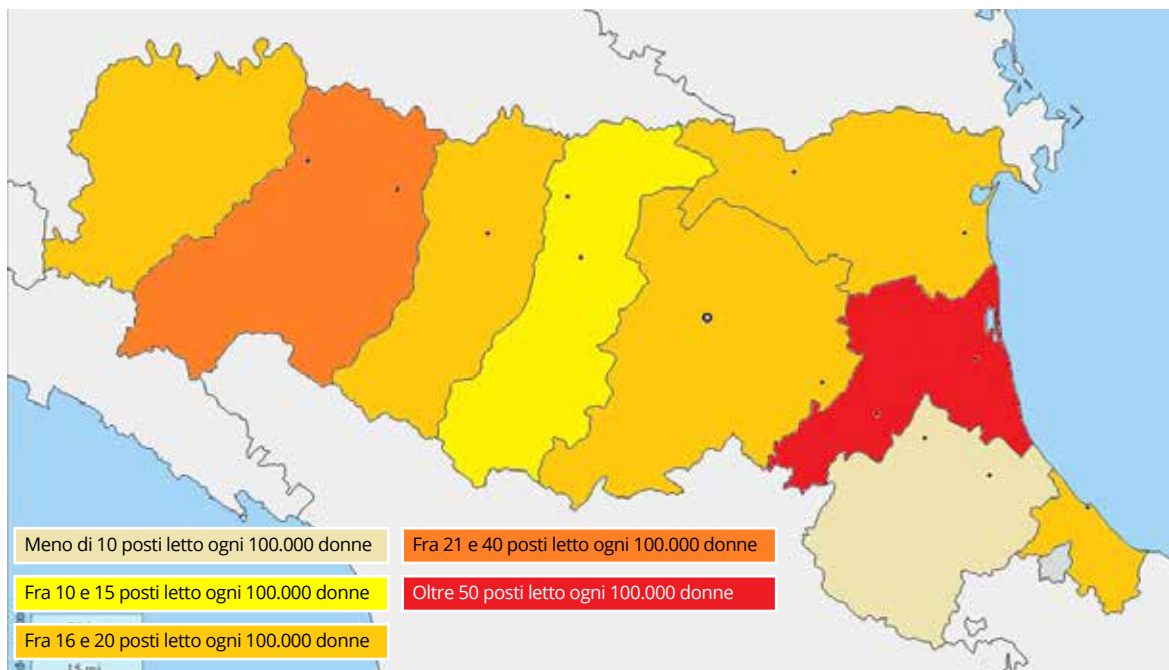 Meno di 10 posti letto ogni 100.000 donne
Fra 21 e 40 posti letto ogni 100.000 donne
Fra 10 e 15 posti letto ogni 100.000 donne
Oltre 50 posti letto ogni 100.000 donne
Fra 16 e 20 posti letto ogni 100.000 donne
15 mi